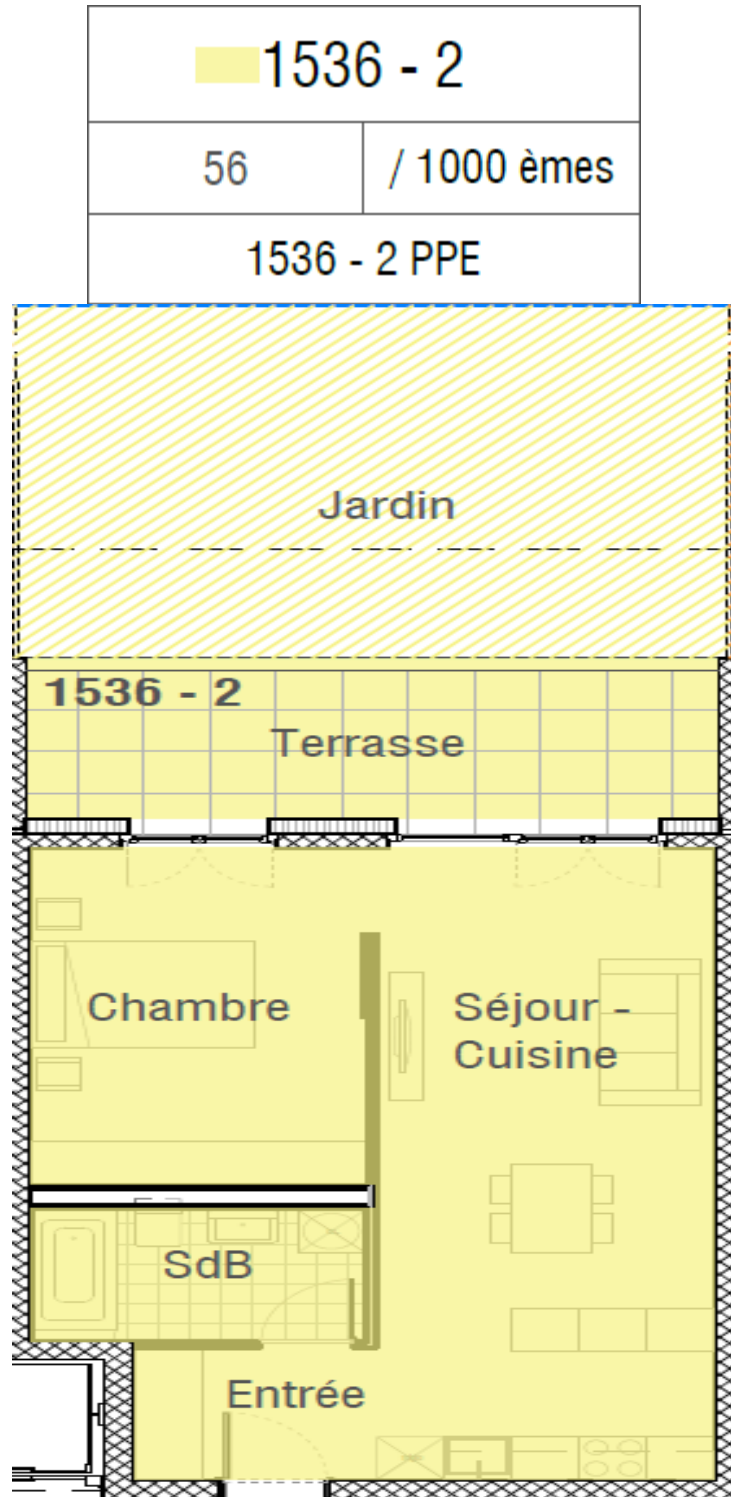 1536 - 2
56 / 1000 èmes
1536 - 2 PPE
Jardin
1536 - 2
Terrasse
Chambre
Séjour -
Cuisine
SdB
Entrée